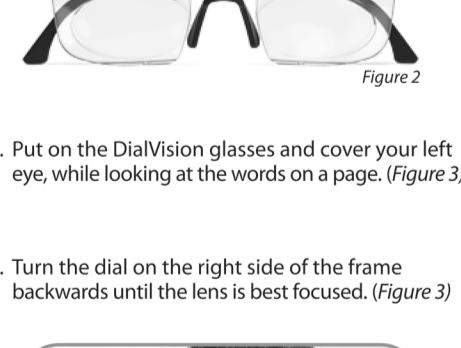 Figure 2
. Put on the DialVision glasses and cover your left
eye, while looking at the words on a page. (Figure 3)
. Turn the dial on the right side of the frame
backwards until the lens is best focused. (Figure 3)